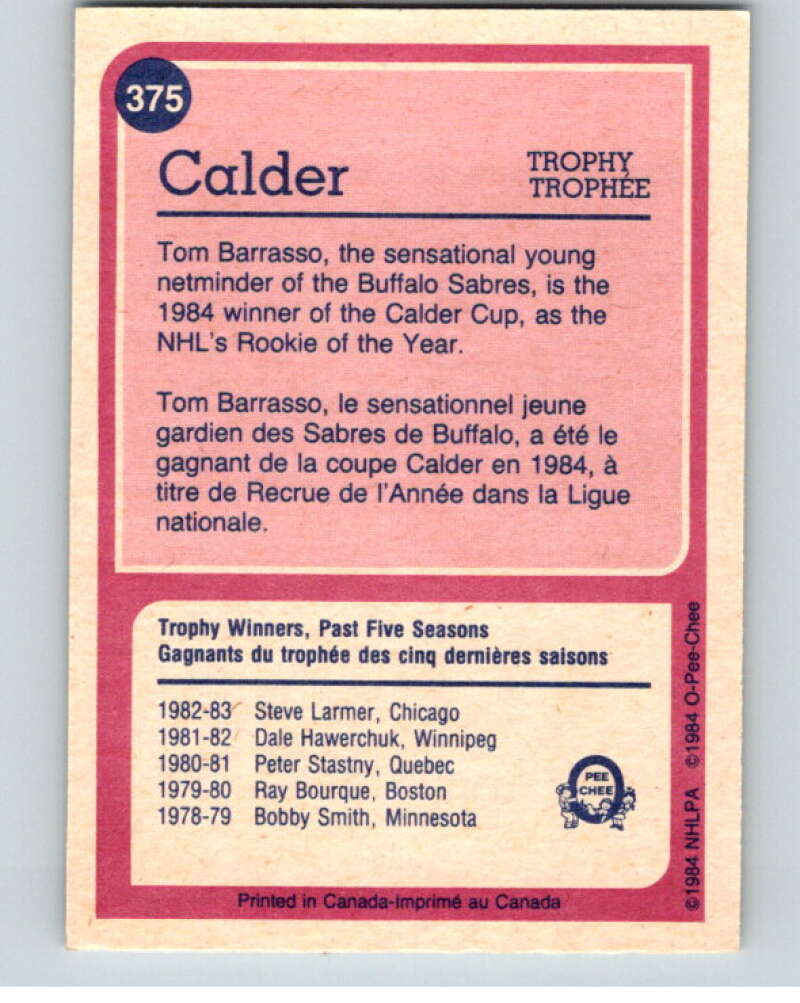 375
Calder
TROPHY
TROPHÉE
Tom Barrasso, the sensational young
netminder of the Buffalo Sabres, is the
1984 winner of the Calder Cup, as the
NHL's Rookie of the Year.
Tom Barrasso, le sensationnel jeune
gardien des Sabres de Buffalo, a été le
gagnant de la coupe Calder en 1984, à
titre de Recrue de l'Année dans la Ligue
nationale.
Trophy Winners, Past Five Seasons
Gagnants du trophée des cinq dernières saisons
1982-83 Steve Larmer, Chicago
1981-82 Dale Hawerchuk, Winnipeg
1980-81 Peter Stastny, Quebec
1979-80 Ray Bourque, Boston
1978-79 Bobby Smith, Minnesota
PEE
CHEE
Printed in Canada-Imprimé au Canada
©1984 NHLPA ©1984 O-Pee-Chee